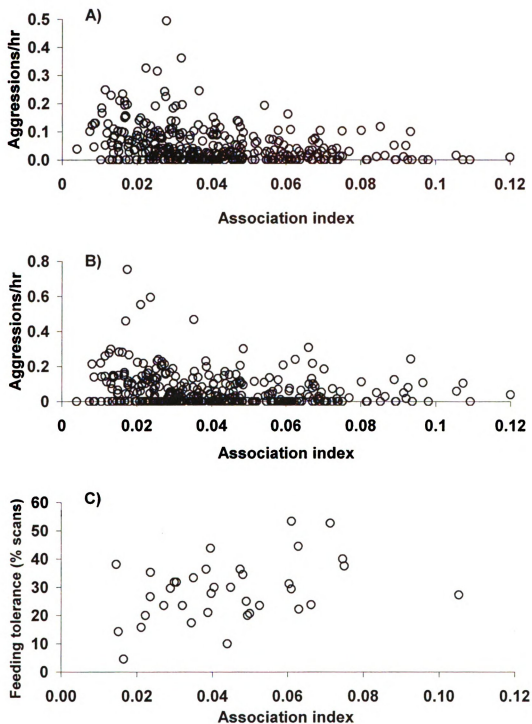 A)
Aggressions/hr
0.5
0.4
0.3
0.2
0.1
0.0
0 0.02 0.04 0.06 0.08 0.1 0.12
Association index
B)
Aggressions/hr
0.8
0.6
0.4
0.2
0
0 0.02 0.04 0.06 0.08 0.1 0.12
Association index
C)
Feeding tolerance (% scans)
60
50
40
30
20
10
0
0.00 0.02 0.04 0.06 0.08 0.10 0.12
Association index